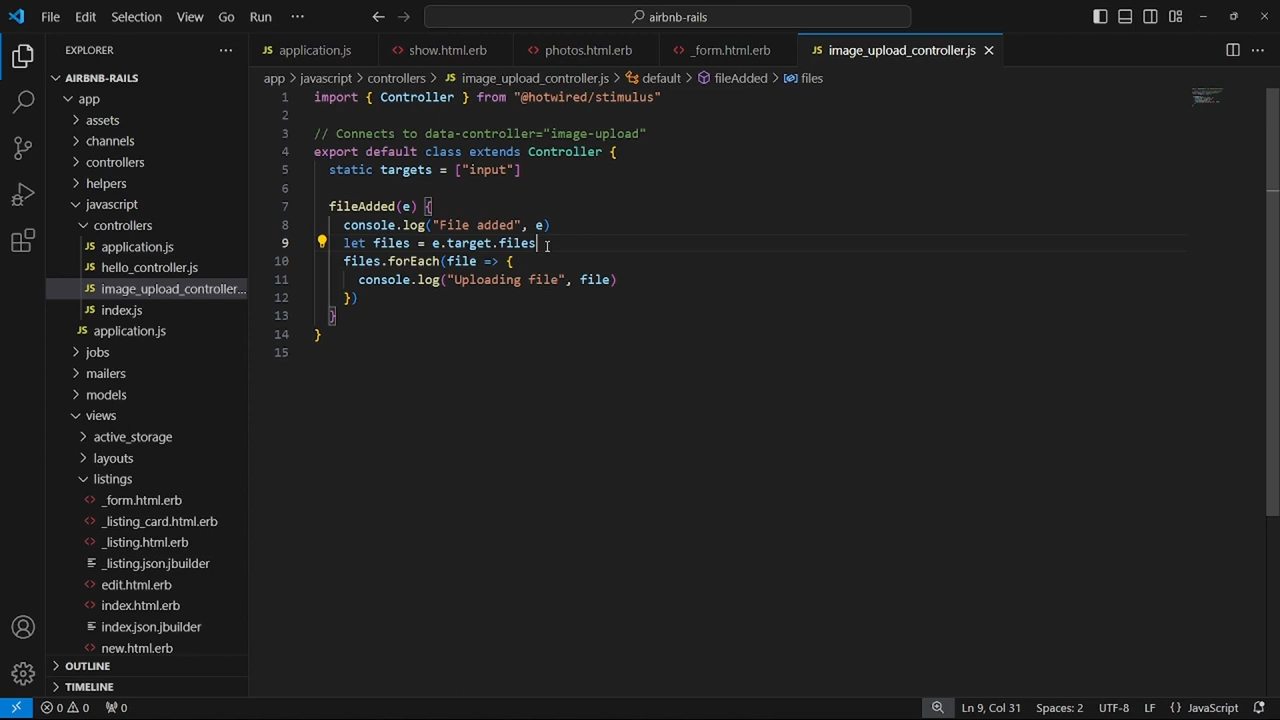 File Edit Selection View Go Run ···
airbnb-rails
EXPLORER ···
AIRBNB-RAILS
app
assets
channels
controllers
helpers
javascript
controllers
application.js
hello_controller.js
image_upload_controller...
index.js
application.js
jobs
mailers
models
views
active_storage
layouts
listings
_form.html.erb
_listing_card.html.erb
_listing.html.erb
_listing.json.jbuilder
edit.html.erb
index.html.erb
index.json.jbuilder
new.html.erb
OUTLINE
TIMELINE
JS application.js show.html.erb photos.html.erb _form.html.erb JS image_upload_controller.js
app > javascript > controllers > JS image_upload_controller.js > default > fileAdded > files
1 import { Controller } from "@hotwired/stimulus"
2
3 // Connects to data-controller="image-upload"
4 export default class extends Controller {
5 static targets = ["input"]
6
7 fileAdded(e) {
8 console.log("File added", e)
9 let files = e.target.files
10 files.forEach(file => {
11 console.log("Uploading file", file)
12 })
13 }
14 }
15
0 0 0 Ln 9, Col 31 Spaces: 2 UTF-8 LF {} JavaScript